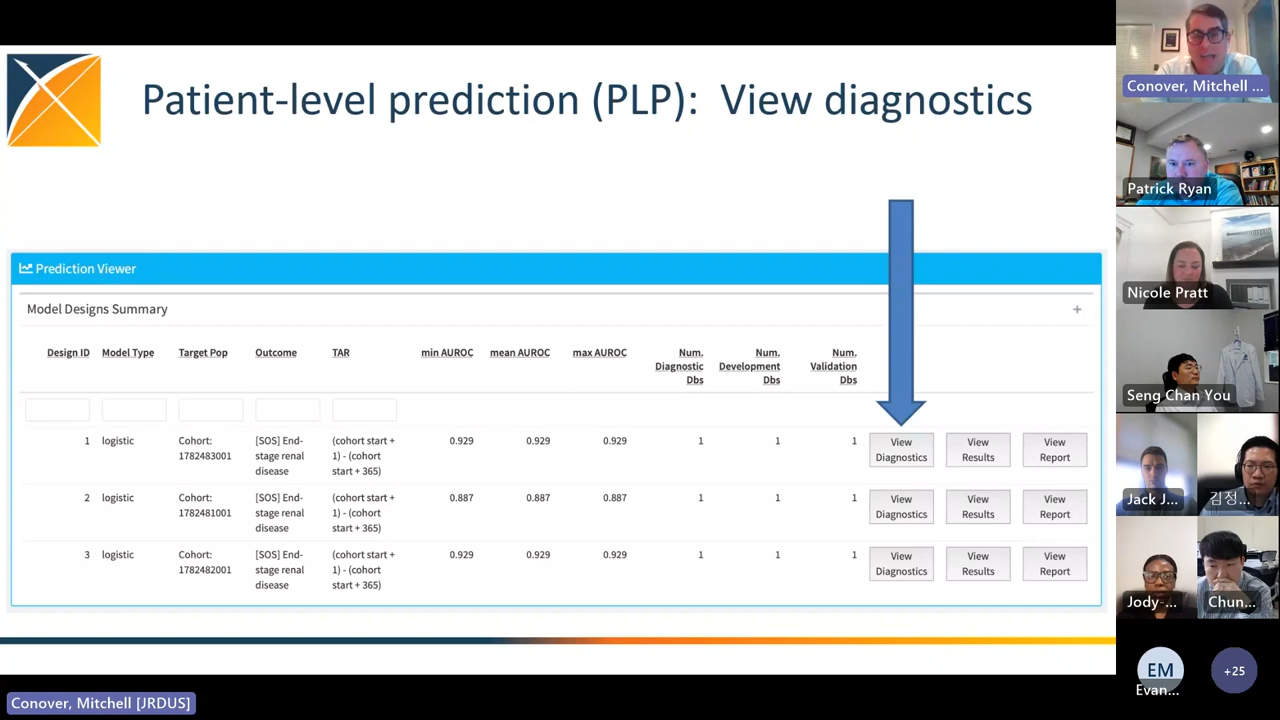 Patient-level prediction (PLP): View diagnostics
Prediction Viewer
Model Designs Summary
+
Design ID Model Type Target Pop Outcome TAR min AUROC mean AUROC max AUROC Num. Diagnostic Dbs Num. Development Dbs Num. Validation Dbs
1 logistic Cohort: 1782483001 [SOS] End-stage renal disease (cohort start + 1) - (cohort start + 365) 0.929 0.929 0.929 1 1 1 View Diagnostics View Results View Report
2 logistic Cohort: 1782481001 [SOS] End-stage renal disease (cohort start + 1) - (cohort start + 365) 0.887 0.887 0.887 1 1 1 View Diagnostics View Results View Report
3 logistic Cohort: 1782482001 [SOS] End-stage renal disease (cohort start + 1) - (cohort start + 365) 0.929 0.929 0.929 1 1 1 View Diagnostics View Results View Report
Conover, Mitchell [JRDUS]
Conover, Mitchell ...
Patrick Ryan
Nicole Pratt
Seng Chan You
Jack J...
김정...
Jody-...
Chun...
EM
Evan...
+25